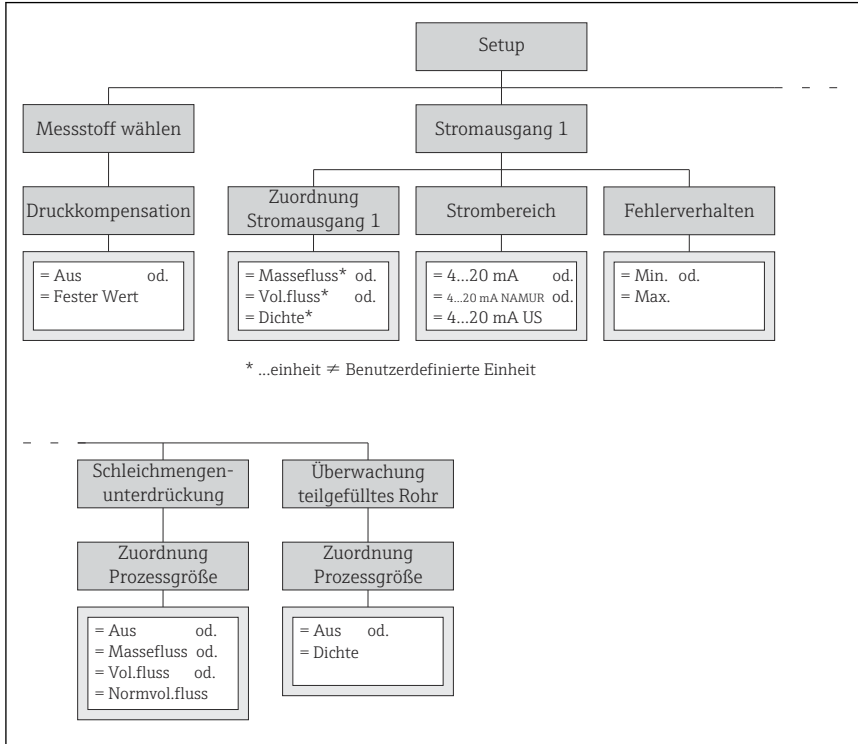 Setup
Messstoff wählen
Stromausgang 1
Druckkompensation
Zuordnung
Stromausgang 1
Strombereich
Fehlerverhalten
= Aus od.
= Fester Wert
= Massefluss* od.
= Vol.fluss* od.
= Dichte*
= 4...20 mA od.
= 4...20 mA NAMUR od.
= 4...20 mA US
= Min. od.
= Max.
* ...einheit ≠ Benutzerdefinierte Einheit
Schleichmengen-
unterdrückung
Überwachung
teilgefülltes Rohr
Zuordnung
Prozessgröße
Zuordnung
Prozessgröße
= Aus od.
= Massefluss od.
= Vol.fluss od.
= Normvol.fluss
= Aus od.
= Dichte